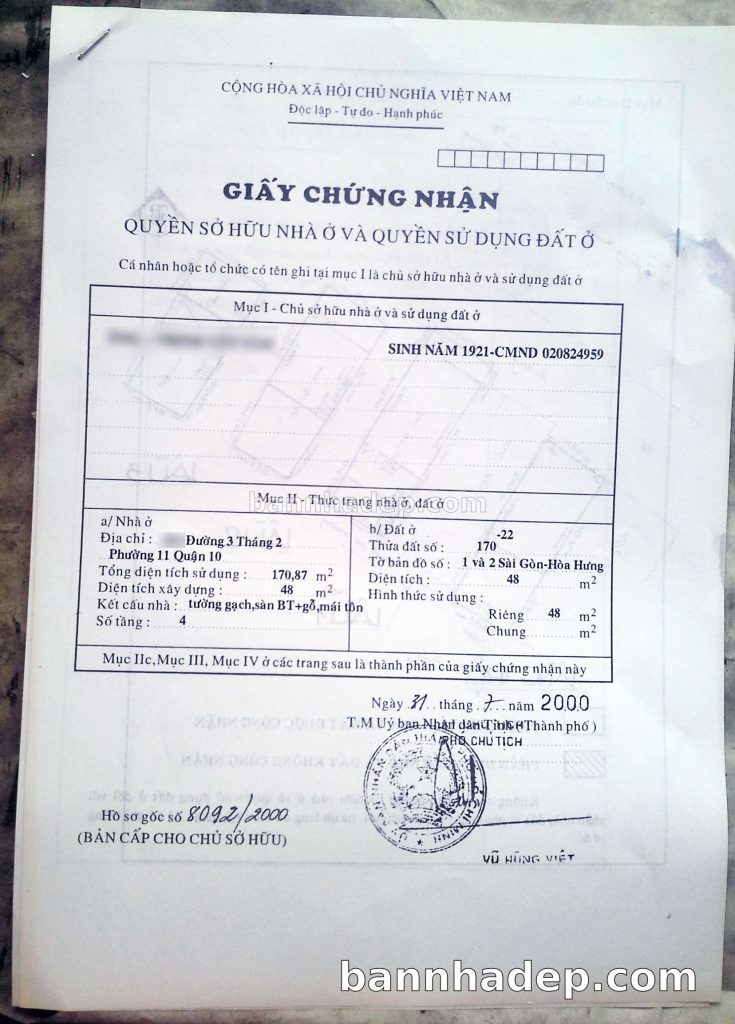 CỘNG HÒA XÃ HỘI CHỦ NGHĨA VIỆT NAM
Độc lập - Tự do - Hạnh phúc
GIẤY CHỨNG NHẬN
QUYỀN SỞ HỮU NHÀ Ở VÀ QUYỀN SỬ DỤNG ĐẤT Ở
Cá nhân hoặc tổ chức có tên ghi tại mục I là chủ sở hữu nhà ở và sử dụng đất ở
Mục I - Chủ sở hữu nhà ở và sử dụng đất ở
SINH NĂM 1921-CMND 020824959
Mục II - Thực trạng nhà ở, đất ở
bannhadep.com
a/ Nhà ở
Địa chỉ : Đường 3 Tháng 2
Phường 11 Quận 10
Tổng diện tích sử dụng : 170,87 m2
Diện tích xây dựng : 48 m2
Kết cấu nhà : tường gạch,sàn BT+gỗ,mái tôn
Số tầng : 4
b/ Đất ở -22
Thửa đất số : 170
Tờ bản đồ số : 1 và 2 Sài Gòn-Hòa Hưng
Diện tích : 48 m2
Hình thức sử dụng :
Riêng 48 m2
Chung m2
Mục IIc,Mục III, Mục IV ở các trang sau là thành phần của giấy chứng nhận này
Ngày 31 tháng 7 năm 2000
T.M Uỷ ban Nhân dân Tỉnh (Thành phố)
PHÓ CHỦ TỊCH
Hồ sơ gốc số 8092/2000
(BẢN CẤP CHO CHỦ SỞ HỮU)
VŨ HÙNG VIỆT
bannhadep.com